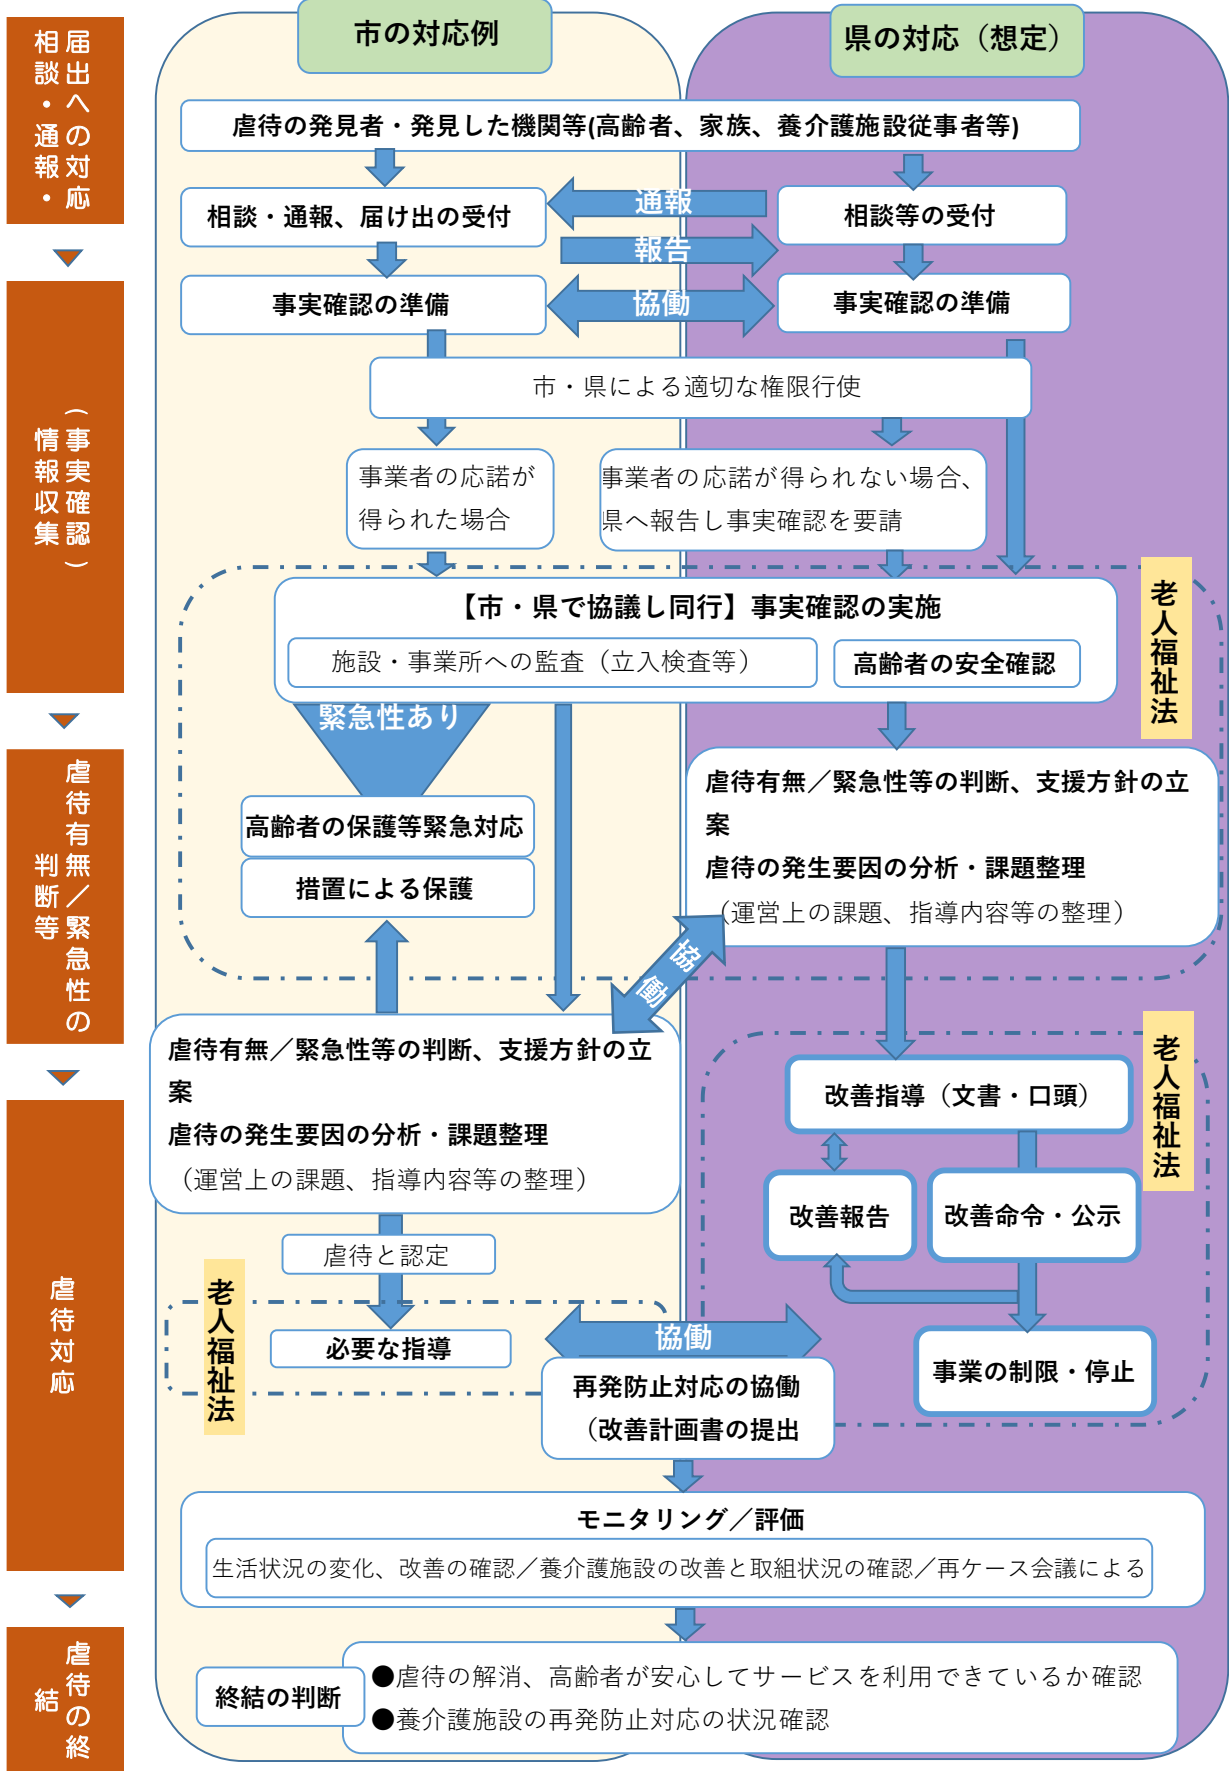 市の対応例
県の対応（想定）
相談・通報・
届出への対応
虐待の発見者・発見した機関等(高齢者、家族、養介護施設従事者等)
相談・通報、届け出の受付
通報
報告
相談等の受付
情報収集
（事実確認）
事実確認の準備
協働
事実確認の準備
市・県による適切な権限行使
事業者の応諾が
得られた場合
事業者の応諾が得られない場合、
県へ報告し事実確認を要請
老人福祉法
【市・県で協議し同行】事実確認の実施
施設・事業所への監査（立入検査等）
高齢者の安全確認
虐待有無／緊急性の
判断等
緊急性あり
高齢者の保護等緊急対応
措置による保護
虐待有無／緊急性等の判断、支援方針の立
案
虐待の発生要因の分析・課題整理
（運営上の課題、指導内容等の整理）
協働
虐待有無／緊急性等の判断、支援方針の立
案
虐待の発生要因の分析・課題整理
（運営上の課題、指導内容等の整理）
老人福祉法
改善指導（文書・口頭）
改善報告
改善命令・公示
事業の制限・停止
虐待対応
虐待と認定
老人福祉法
必要な指導
協働
再発防止対応の協働
（改善計画書の提出
モニタリング／評価
生活状況の変化、改善の確認／養介護施設の改善と取組状況の確認／再ケース会議による
虐待の終
結
終結の判断
●虐待の解消、高齢者が安心してサービスを利用できているか確認
●養介護施設の再発防止対応の状況確認